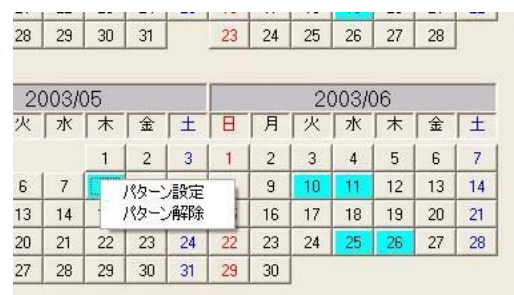 28 29 30 31 23 24 25 26 27 28
2003/05 2003/06
火 水 木 金 土 日 月 火 水 木 金 土
1 2 3 1 2 3 4 5 6 7
6 7 パターン設定 9 10 11 12 13 14
13 14 パターン解除 16 17 18 19 20 21
20 21 22 23 24 22 23 24 25 26 27 28
27 28 29 30 31 29 30